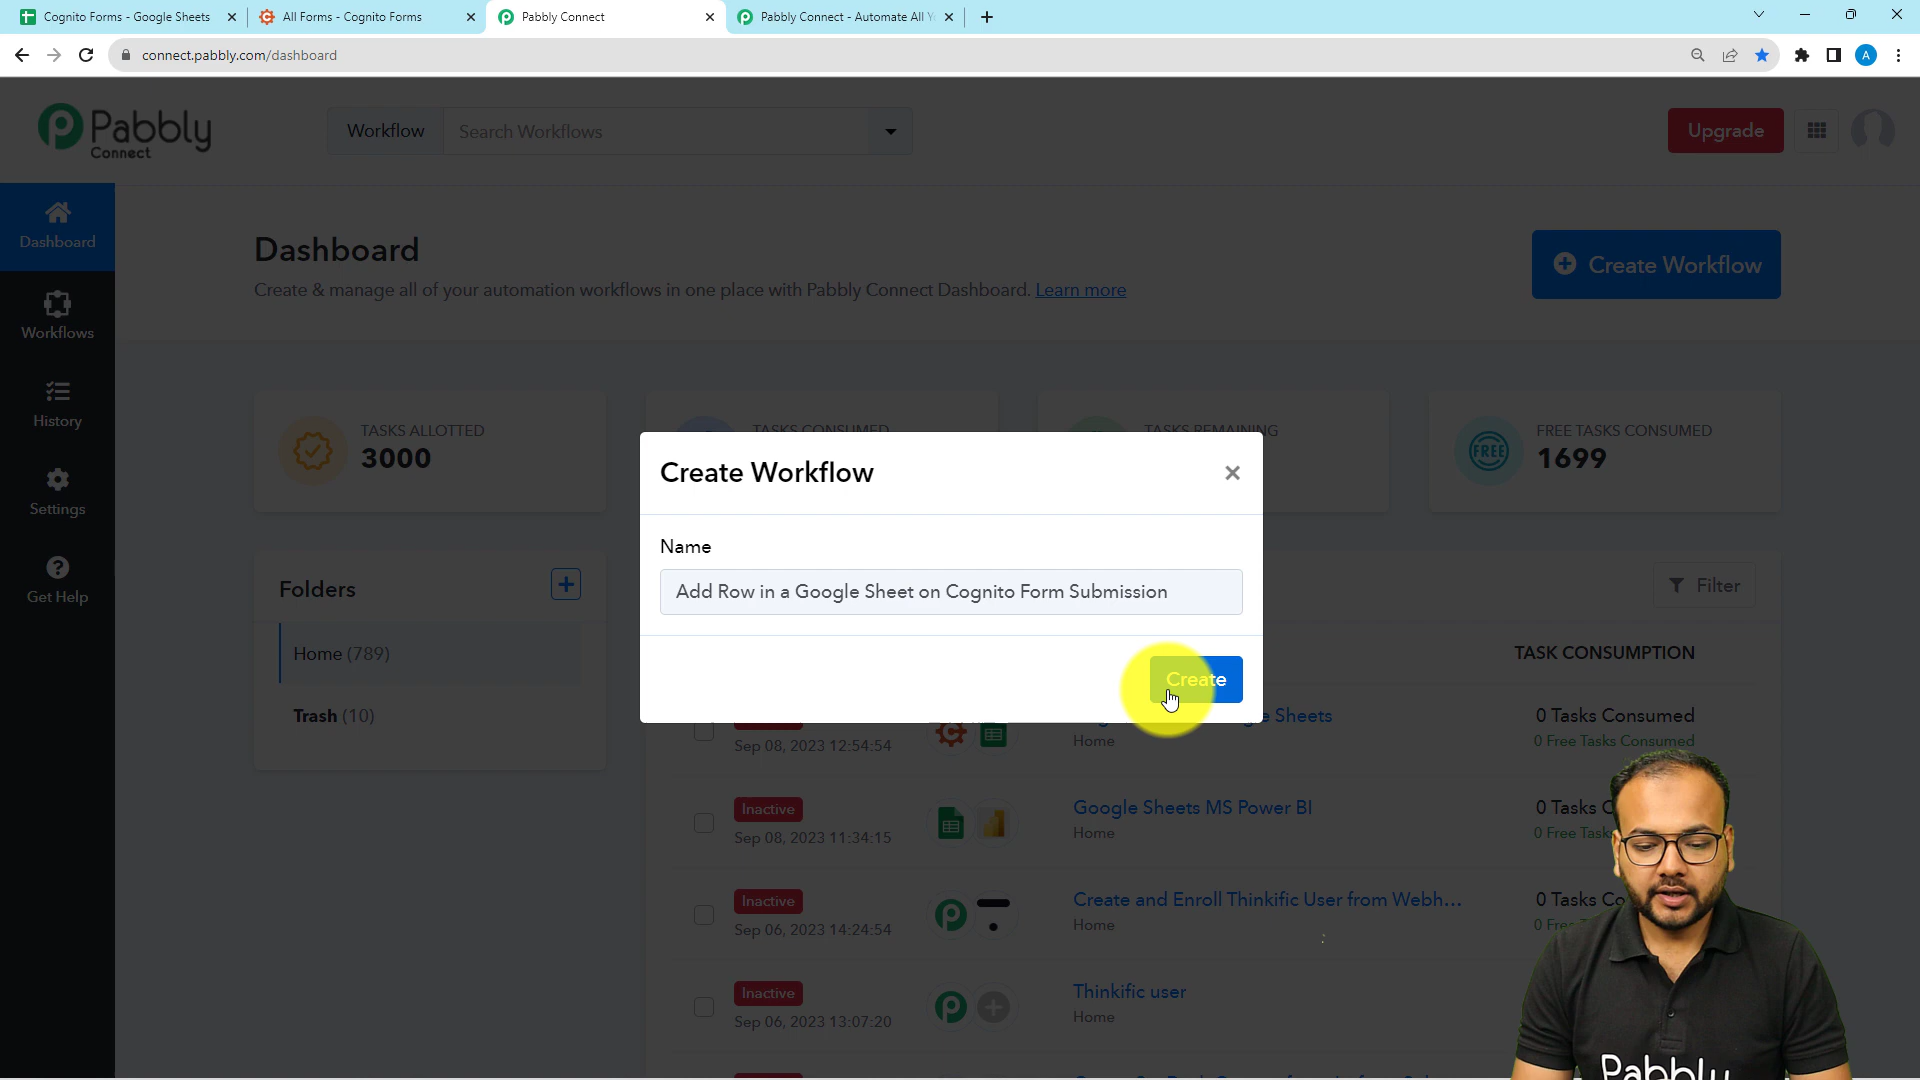 Cognito Forms - Google Sheets
All Forms - Cognito Forms
Pabbly Connect
Pabbly Connect - Automate All Y
connect.pabbly.com/dashboard
A
Pabbly
Connect
Workflow
Search Workflows
Upgrade
Dashboard
Workflows
History
Settings
Get Help
Dashboard
Create & manage all of your automation workflows in one place with Pabbly Connect Dashboard. Learn more
Create Workflow
TASKS ALLOTTED
3000
TASKS CONSUMED
TASKS REMAINING
FREE
FREE TASKS CONSUMED
1699
Folders
Home (789)
Trash (10)
Create Workflow
Name
Add Row in a Google Sheet on Cognito Form Submission
Create
Filter
TASK CONSUMPTION
Sep 08, 2023 12:54:54
Sheets
Home
0 Tasks Consumed
0 Free Tasks Consumed
Inactive
Sep 08, 2023 11:34:15
Google Sheets MS Power BI
Home
0 Tasks
0 Free Task
Inactive
Sep 06, 2023 14:24:54
Create and Enroll Thinkific User from Webh...
Home
0 Tasks Co
0 Free
Inactive
Sep 06, 2023 13:07:20
Thinkific user
Home
Pabbly